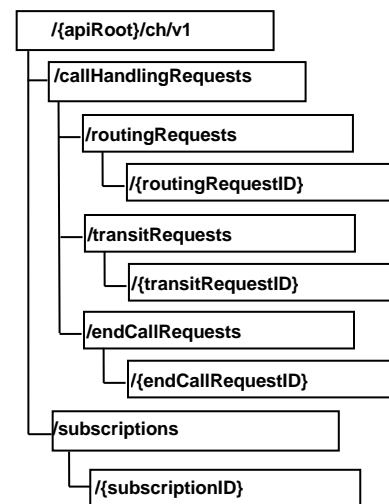 /{apiRoot}/ch/v1
/callHandlingRequests
/routingRequests
/{routingRequestID}
/transitRequests
/{transitRequestID}
/endCallRequests
/{endCallRequestID}
/subscriptions
/{subscriptionID}